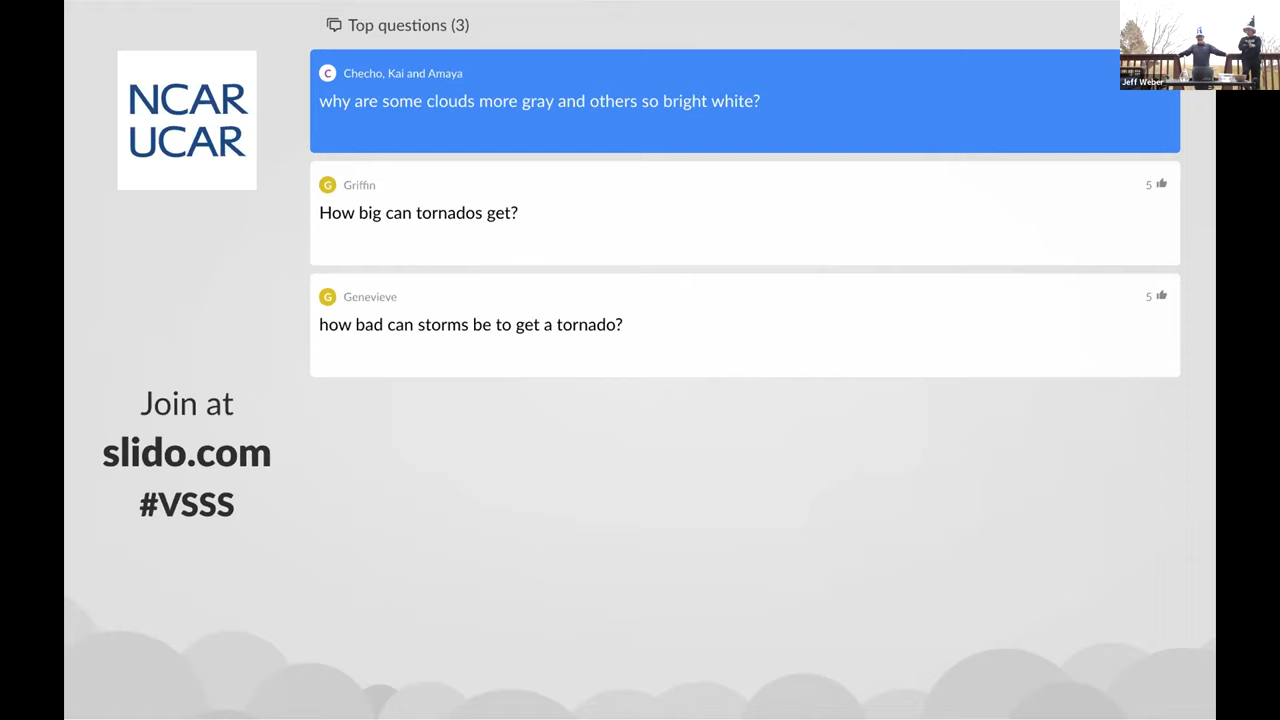 Top questions (3)
NCAR
UCAR
C Checho, Kai and Amaya
why are some clouds more gray and others so bright white?
G Griffin 5
How big can tornados get?
G Genevieve 5
how bad can storms be to get a tornado?
Join at
slido.com
#VSSS
Jeff Weber